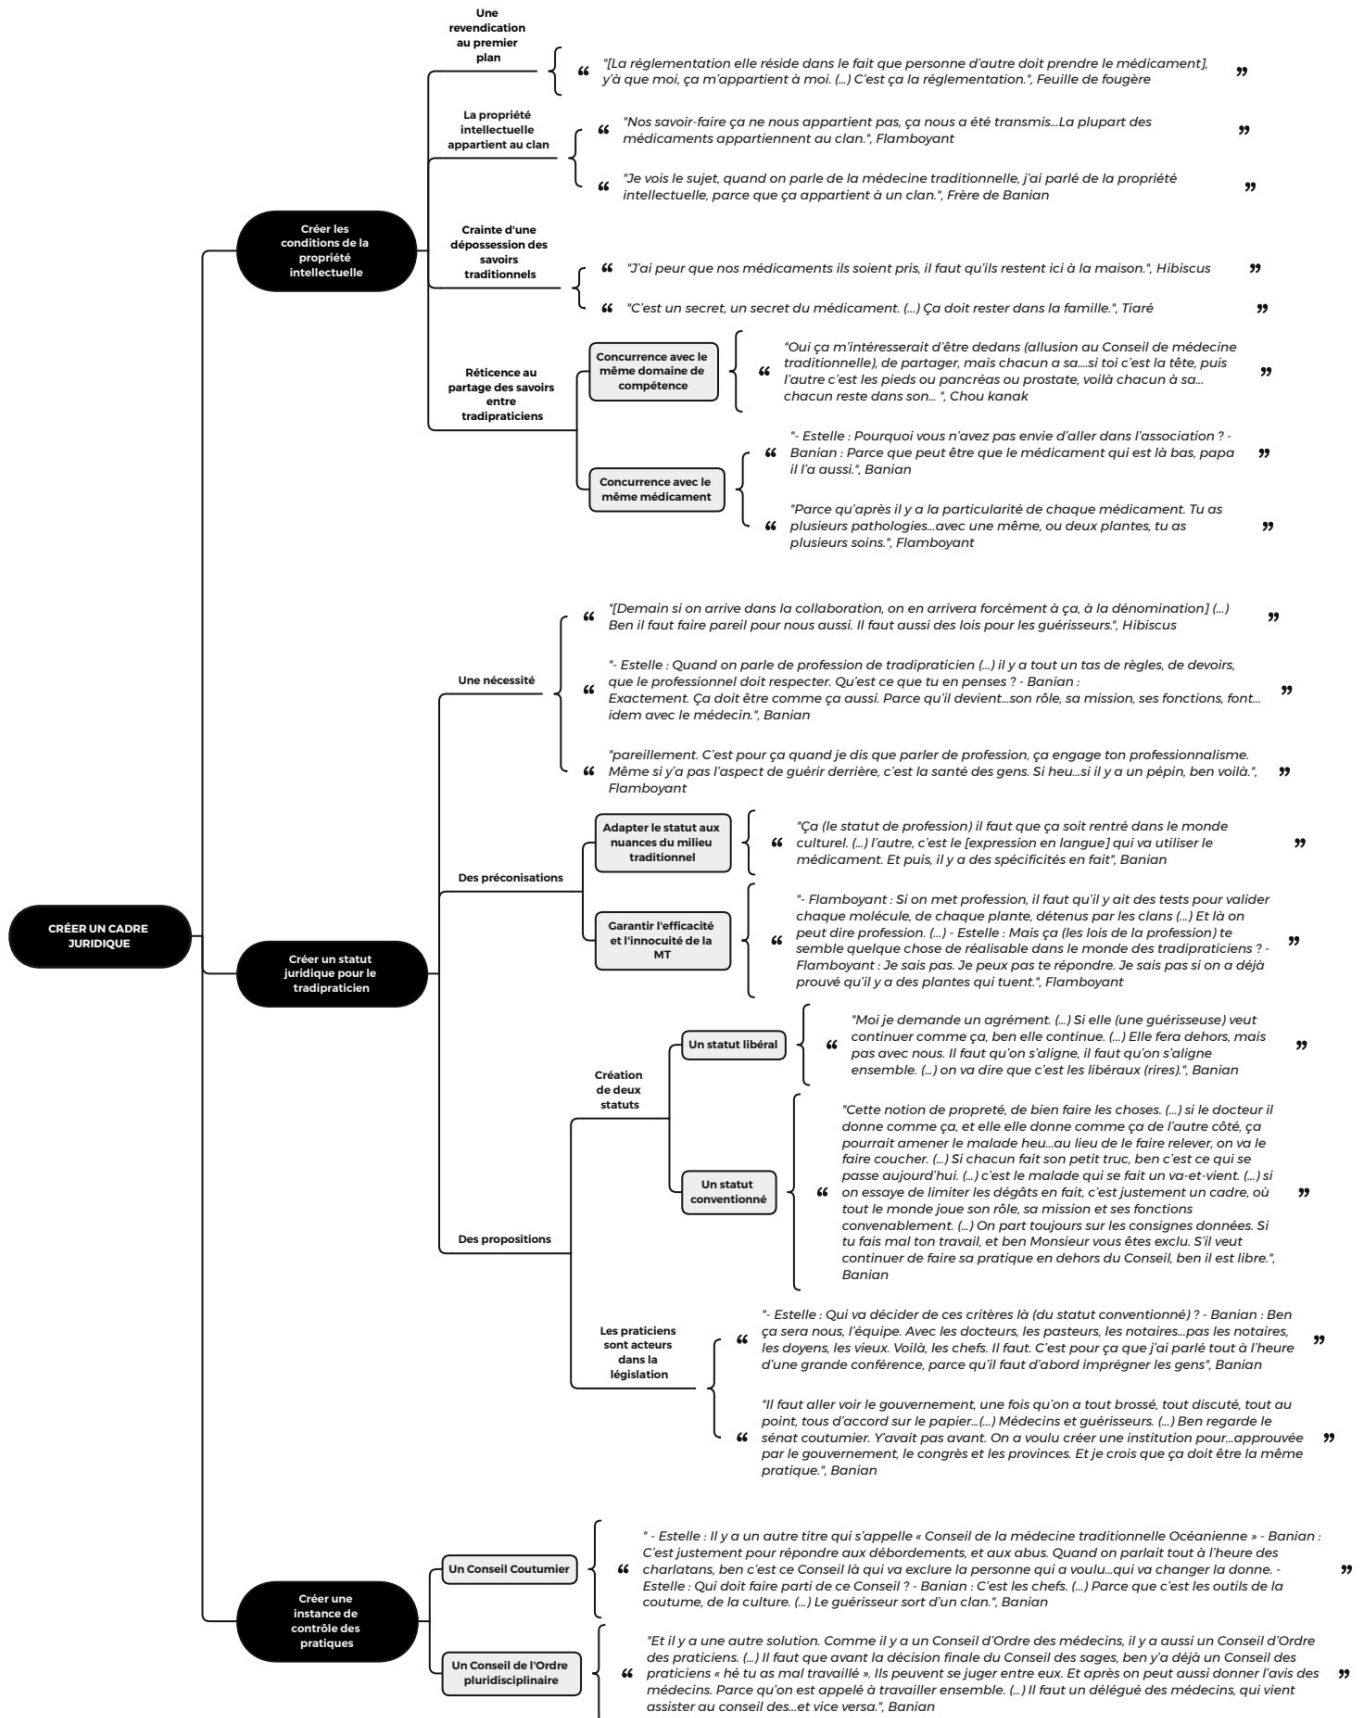 Une
revendication
au premier
plan
“ "[La réglementation elle réside dans le fait que personne d'autre doit prendre le médicament],
y'à que moi, ça m'appartient à moi. (...) C'est ça la réglementation.", Feuille de fougère ”
La propriété
intellectuelle
appartient au clan
“ "Nos savoir-faire ça ne nous appartient pas, ça nous a été transmis...La plupart des
médicaments appartiennent au clan.", Flamboyant ”
“ "Je vois le sujet, quand on parle de la médecine traditionnelle, j'ai parlé de la propriété
intellectuelle, parce que ça appartient à un clan.", Frère de Banian ”
Créer les
conditions de la
propriété
intellectuelle
Crainte d'une
dépossession des
savoirs
traditionnels
“ "J'ai peur que nos médicaments ils soient pris, il faut qu'ils restent ici à la maison.", Hibiscus ”
“ "C'est un secret, un secret du médicament. (...) Ça doit rester dans la famille.", Tiaré ”
Réticence au
partage des savoirs
entre
tradipraticiens
Concurrence avec le
même domaine de
compétence
“ "Oui ça m'intéresserait d'être dedans (allusion au Conseil de médecine
traditionnelle), de partager, mais chacun a sa....si toi c'est la tête, puis
l'autre c'est les pieds ou pancréas ou prostate, voilà chacun à sa...
chacun reste dans son... ", Chou kanak ”
Concurrence avec le
même médicament
“ "- Estelle : Pourquoi vous n'avez pas envie d'aller dans l'association ? -
Banian : Parce que peut être que le médicament qui est là bas, papa
il l'a aussi.", Banian ”
“ "Parce qu'après il y a la particularité de chaque médicament. Tu as
plusieurs pathologies...avec une même, ou deux plantes, tu as
plusieurs soins.", Flamboyant ”
CRÉER UN CADRE
JURIDIQUE
Créer un statut
juridique pour le
tradipraticien
Une nécessité
“ "[Demain si on arrive dans la collaboration, on en arrivera forcément à ça, à la dénomination] (...)
Ben il faut faire pareil pour nous aussi. Il faut aussi des lois pour les guérisseurs.", Hibiscus ”
“ "- Estelle : Quand on parle de profession de tradipraticien (...) il y a tout un tas de règles, de devoirs,
que le professionnel doit respecter. Qu'est ce que tu en penses ? - Banian :
Exactement. Ça doit être comme ça aussi. Parce qu'il devient...son rôle, sa mission, ses fonctions, font...
idem avec le médecin.", Banian ”
“ "pareillement. C'est pour ça quand je dis que parler de profession, ça engage ton professionnalisme.
Même si y'a pas l'aspect de guérir derrière, c'est la santé des gens. Si heu...si il y a un pépin, ben voilà.",
Flamboyant ”
Des préconisations
Adapter le statut aux
nuances du milieu
traditionnel
“ "Ça (le statut de profession) il faut que ça soit rentré dans le monde
culturel. (...) l'autre, c'est le [expression en langue] qui va utiliser le
médicament. Et puis, il y a des spécificités en fait", Banian ”
Garantir l'efficacité
et l'innocuité de la
MT
“ "- Flamboyant : Si on met profession, il faut qu'il y ait des tests pour valider
chaque molécule, de chaque plante, détenus par les clans (...) Et là on
peut dire profession. (...) - Estelle : Mais ça (les lois de la profession) te
semble quelque chose de réalisable dans le monde des tradipraticiens ? -
Flamboyant : Je sais pas. Je peux pas te répondre. Je sais pas si on a déjà
prouvé qu'il y a des plantes qui tuent.", Flamboyant ”
Des propositions
Création
de deux
statuts
Un statut libéral
“ "Moi je demande un agrément. (...) Si elle (une guérisseuse) veut
continuer comme ça, ben elle continue. (...) Elle fera dehors, mais
pas avec nous. Il faut qu'on s'aligne, il faut qu'on s'aligne
ensemble. (...) on va dire que c'est les libéraux (rires).", Banian ”
Un statut
conventionné
“ "Cette notion de propreté, de bien faire les choses. (...) si le docteur il
donne comme ça, et elle elle donne comme ça de l'autre côté, ça
pourrait amener le malade heu...au lieu de le faire relever, on va le
faire coucher. (...) Si chacun fait son petit truc, ben c'est ce qui se
passe aujourd'hui. (...) c'est le malade qui se fait un va-et-vient. (...) si
on essaye de limiter les dégâts en fait, c'est justement un cadre, où
tout le monde joue son rôle, sa mission et ses fonctions
convenablement. (...) On part toujours sur les consignes données. Si
tu fais mal ton travail, et ben Monsieur vous êtes exclu. S'il veut
continuer de faire sa pratique en dehors du Conseil, ben il est libre.",
Banian ”
Les praticiens
sont acteurs
dans la
législation
“ "- Estelle : Qui va décider de ces critères là (du statut conventionné) ? - Banian : Ben
ça sera nous, l'équipe. Avec les docteurs, les pasteurs, les notaires...pas les notaires,
les doyens, les vieux. Voilà, les chefs. Il faut. C'est pour ça que j'ai parlé tout à l'heure
d'une grande conférence, parce qu'il faut d'abord imprégner les gens", Banian ”
“ "Il faut aller voir le gouvernement, une fois qu'on a tout brossé, tout discuté, tout au
point, tous d'accord sur le papier...(...) Médecins et guérisseurs. (...) Ben regarde le
sénat coutumier. Y'avait pas avant. On a voulu créer une institution pour...approuvée
par le gouvernement, le congrès et les provinces. Et je crois que ça doit être la même
pratique.", Banian ”
Créer une
instance de
contrôle des
pratiques
Un Conseil Coutumier
“ " - Estelle : Il y a un autre titre qui s'appelle « Conseil de la médecine traditionnelle Océanienne » - Banian :
C'est justement pour répondre aux débordements, et aux abus. Quand on parlait tout à l'heure des
charlatans, ben c'est ce Conseil là qui va exclure la personne qui a voulu...qui va changer la donne. -
Estelle : Qui doit faire parti de ce Conseil ? - Banian : C'est les chefs. (...) Parce que c'est les outils de la
coutume, de la culture. (...) Le guérisseur sort d'un clan.", Banian ”
Un Conseil de l'Ordre
pluridisciplinaire
“ "Et il y a une autre solution. Comme il y a un Conseil d'Ordre des médecins, il y a aussi un Conseil d'Ordre
des praticiens. (...) Il faut que avant la décision finale du Conseil des sages, ben y'a déjà un Conseil des
praticiens « hé tu as mal travaillé ». Ils peuvent se juger entre eux. Et après on peut aussi donner l'avis des
médecins. Parce qu'on est appelé à travailler ensemble. (...) Il faut un délégué des médecins, qui vient
assister au conseil des...et vice versa.", Banian ”